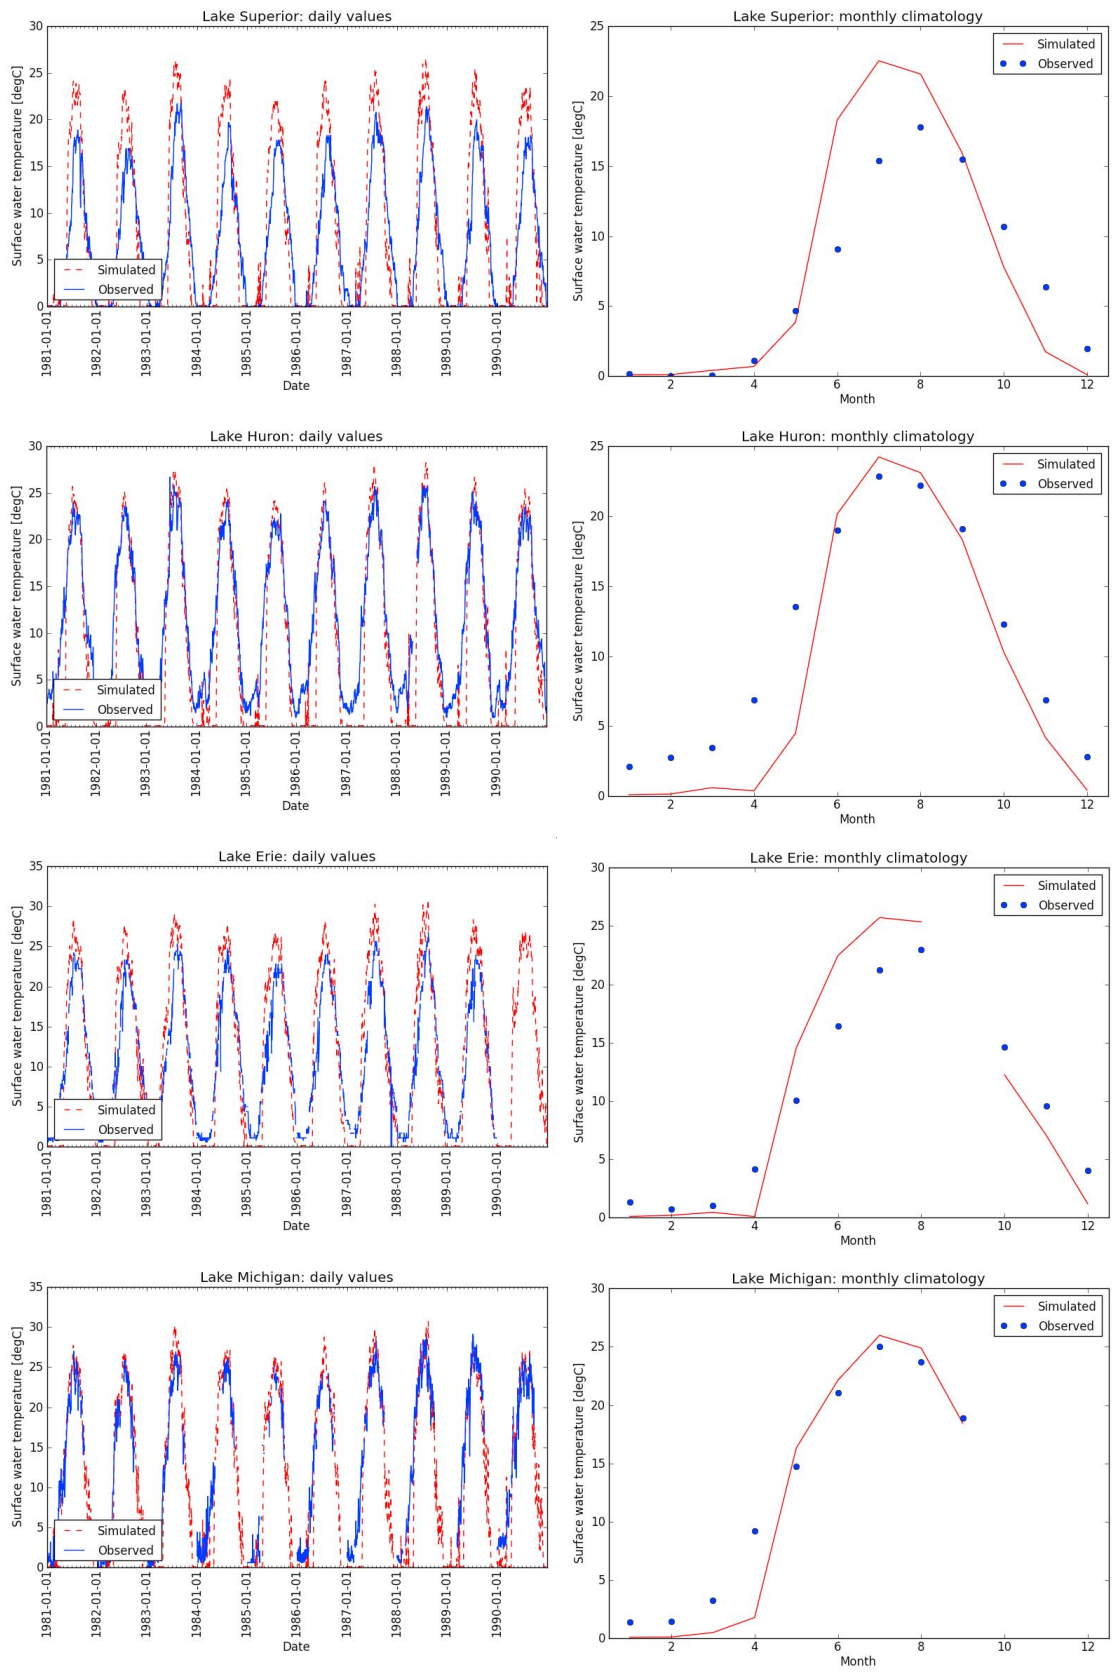 Lake Superior: daily values
30
25
20
15
10
5
0
Surface water temperature [degC]
Simulated
Observed
1981-01-01
1982-01-01
1983-01-01
1984-01-01
1985-01-01
1986-01-01
1987-01-01
1988-01-01
1989-01-01
1990-01-01
Date
Lake Superior: monthly climatology
25
20
15
10
5
0
Surface water temperature [degC]
Simulated
Observed
2 4 6 8 10 12
Month
Lake Huron: daily values
30
25
20
15
10
5
0
Surface water temperature [degC]
Simulated
Observed
1981-01-01
1982-01-01
1983-01-01
1984-01-01
1985-01-01
1986-01-01
1987-01-01
1988-01-01
1989-01-01
1990-01-01
Date
Lake Huron: monthly climatology
25
20
15
10
5
0
Surface water temperature [degC]
Simulated
Observed
2 4 6 8 10 12
Month
Lake Erie: daily values
35
30
25
20
15
10
5
0
Surface water temperature [degC]
Simulated
Observed
1981-01-01
1982-01-01
1983-01-01
1984-01-01
1985-01-01
1986-01-01
1987-01-01
1988-01-01
1989-01-01
1990-01-01
Date
Lake Erie: monthly climatology
30
25
20
15
10
5
0
Surface water temperature [degC]
Simulated
Observed
2 4 6 8 10 12
Month
Lake Michigan: daily values
35
30
25
20
15
10
5
0
Surface water temperature [degC]
Simulated
Observed
1981-01-01
1982-01-01
1983-01-01
1984-01-01
1985-01-01
1986-01-01
1987-01-01
1988-01-01
1989-01-01
1990-01-01
Date
Lake Michigan: monthly climatology
30
25
20
15
10
5
0
Surface water temperature [degC]
Simulated
Observed
2 4 6 8 10 12
Month